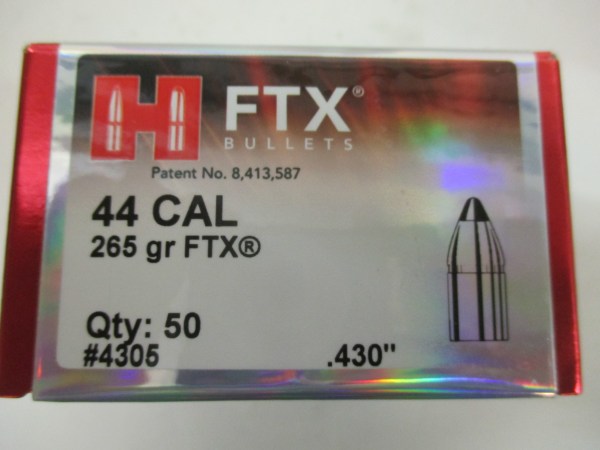 H FTX®
BULLETS
Patent No. 8,413,587
44 CAL
265 gr FTX®
Qty: 50
#4305 .430"